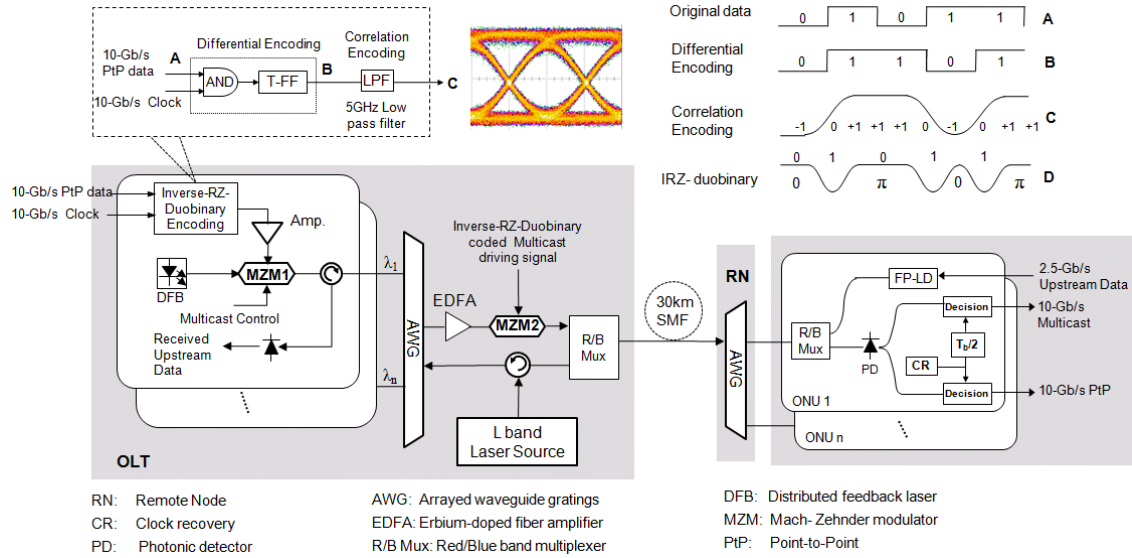 Differential Encoding
Correlation
Encoding
10-Gb/s
PtP data
A
AND
T-FF
B
LPF
C
10-Gb/s Clock
5GHz Low
pass filter
Original data
0 1 0 1 1
A
Differential
Encoding
0 1 1 0 1
B
Correlation
Encoding
-1 0 +1 +1 +1 0 -1 0 +1 +1
C
0 1 0 1 1
IRZ- duobinary
0 π 0 π
D
10-Gb/s PtP data
10-Gb/s Clock
Inverse-RZ-
Duobinary
Encoding
Amp.
DFB
MZM1
Multicast Control
Received
Upstream
Data
λ1
λn
AWG
EDFA
Inverse-RZ-Duobinary
coded Multicast
driving signal
MZM2
R/B
Mux
L band
Laser Source
OLT
30km
SMF
RN
AWG
R/B
Mux
FP-LD
PD
Decision
Tb/2
CR
Decision
ONU 1
ONU n
2.5-Gb/s
Upstream Data
10-Gb/s
Multicast
10-Gb/s PtP
RN: Remote Node
CR: Clock recovery
PD: Photonic detector
AWG: Arrayed waveguide gratings
EDFA: Erbium-doped fiber amplifier
R/B Mux: Red/Blue band multiplexer
DFB: Distributed feedback laser
MZM: Mach- Zehnder modulator
PtP: Point-to-Point